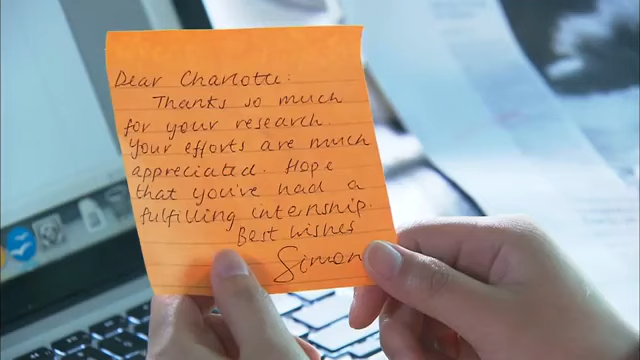 Dear Charlotte:
Thanks so much
for your research.
Your efforts are much
appreciated. Hope
that you've had a
fulfilling internship.
Best wishes
Simon